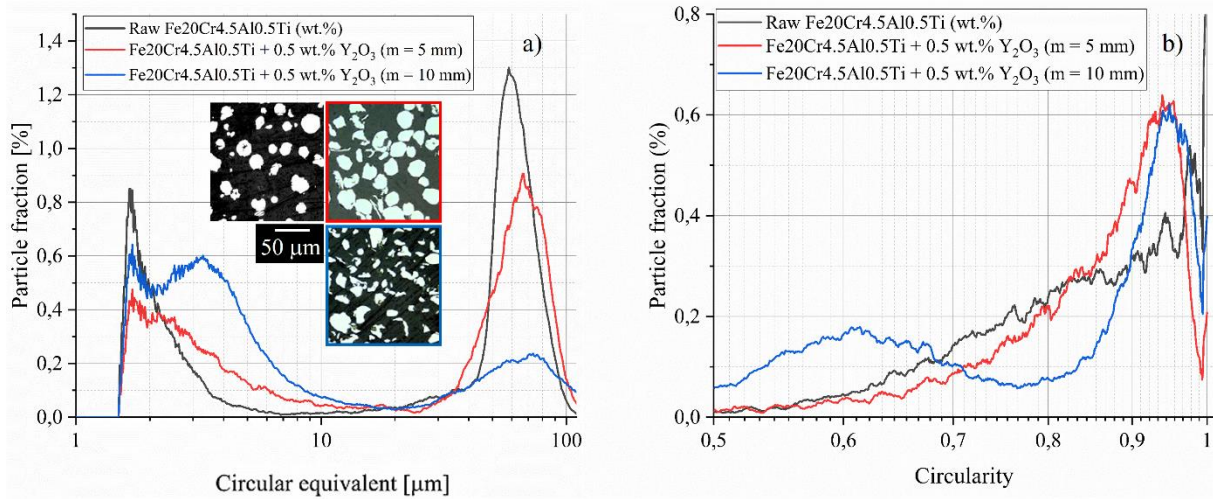 Raw Fe20Cr4.5Al0.5Ti (wt.%)
Fe20Cr4.5Al0.5Ti + 0.5 wt.% Y₂O₃ (m = 5 mm)
Fe20Cr4.5Al0.5Ti + 0.5 wt.% Y₂O₃ (m – 10 mm)
a)
1,4
1,2
1,0
0,8
0,6
0,4
0,2
0,0
Particle fraction [%]
50 µm
1
10
100
Circular equivalent [µm]
Raw Fe20Cr4.5Al0.5Ti (wt.%)
Fe20Cr4.5Al0.5Ti + 0.5 wt.% Y₂O₃ (m = 5 mm)
Fe20Cr4.5Al0.5Ti + 0.5 wt.% Y₂O₃ (m = 10 mm)
b)
0,8
0,6
0,4
0,2
0,0
Particle fraction (%)
0,5
0,6
0,7
0,8
0,9
1
Circularity